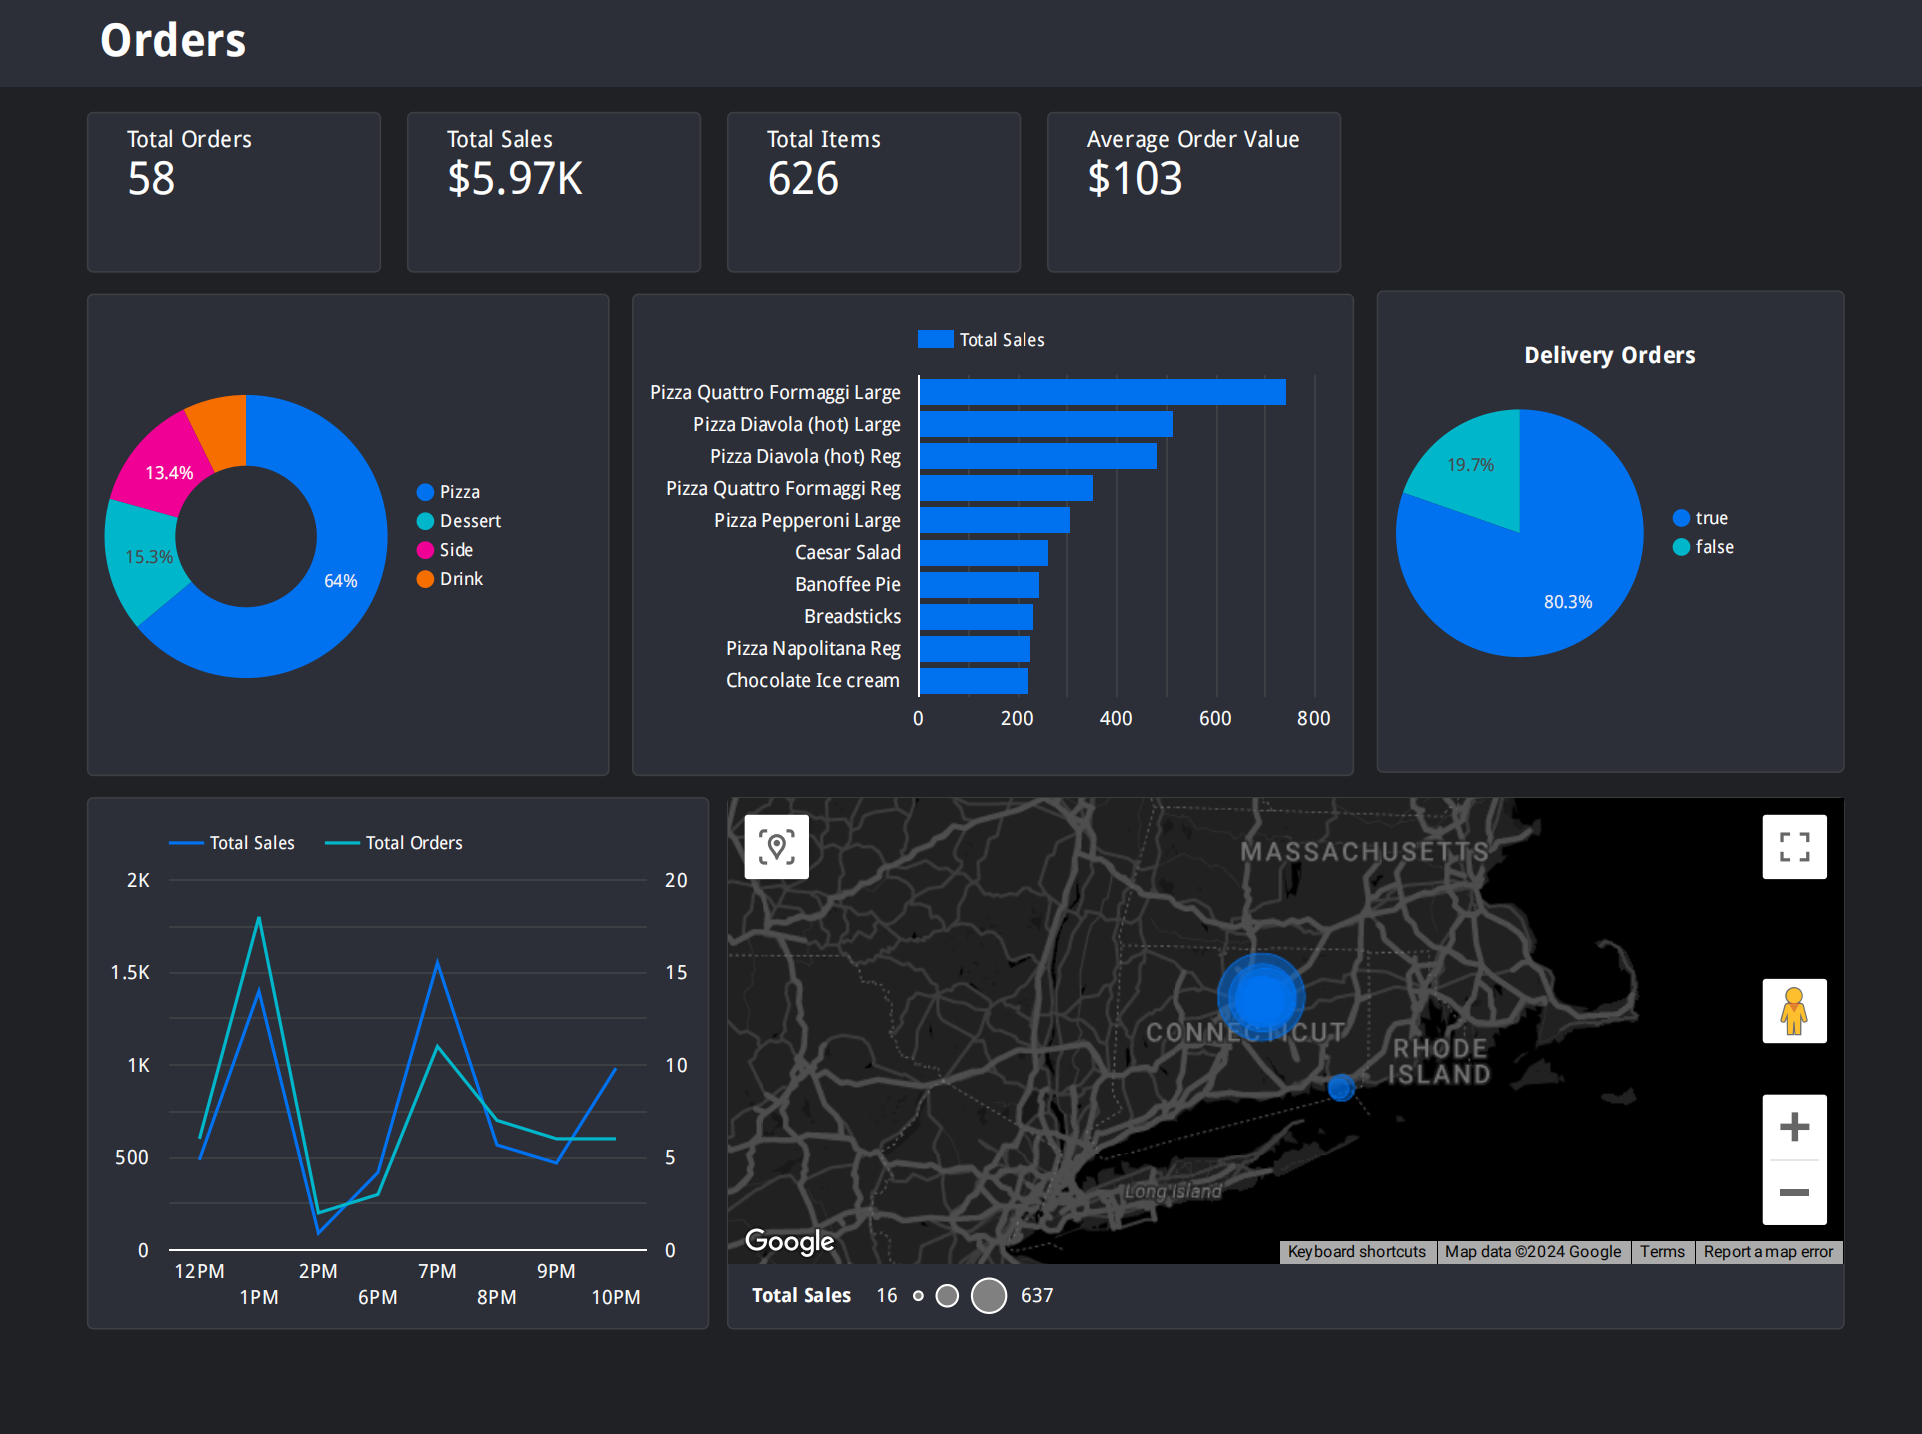 Orders
Total Orders
58
Total Sales
$5.97K
Total Items
626
Average Order Value
$103
13.4%
15.3%
64%
Pizza
Dessert
Side
Drink
Total Sales
Pizza Quattro Formaggi Large
Pizza Diavola (hot) Large
Pizza Diavola (hot) Reg
Pizza Quattro Formaggi Reg
Pizza Pepperoni Large
Caesar Salad
Banoffee Pie
Breadsticks
Pizza Napolitana Reg
Chocolate Ice cream
0 200 400 600 800
Delivery Orders
19.7%
80.3%
true
false
Total Sales Total Orders
2K 20
1.5K 15
1K 10
500 5
0 0
12PM 2PM 7PM 9PM
1PM 6PM 8PM 10PM
MASSACHUSETTS
CONNECTICUT
RHODE
ISLAND
Long Island
Google
Keyboard shortcuts Map data ©2024 Google Terms Report a map error
Total Sales 16 637